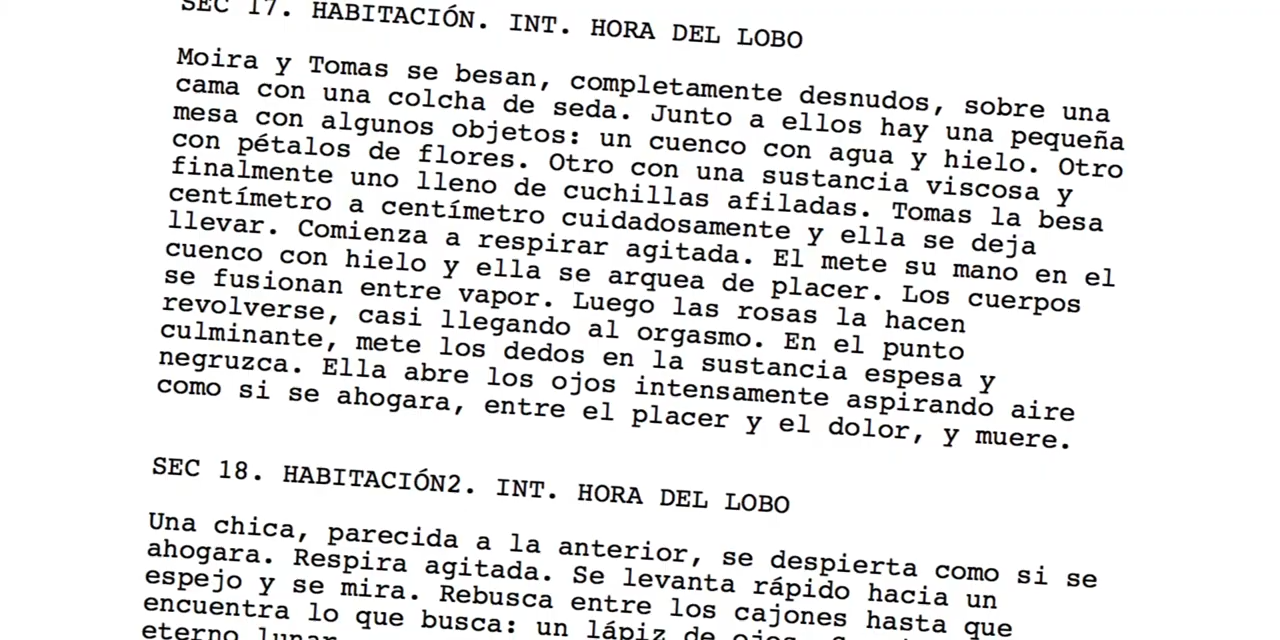 SEC 17. HABITACIÓN. INT. HORA DEL LOBO
Moira y Tomas se besan, completamente desnudos, sobre una
cama con una colcha de seda. Junto a ellos hay una pequeña
mesa con algunos objetos: un cuenco con agua y hielo. Otro
con pétalos de flores. Otro con una sustancia viscosa y
finalmente uno lleno de cuchillas afiladas. Tomas la besa
centímetro a centímetro cuidadosamente y ella se deja
llevar. Comienza a respirar agitada. El mete su mano en el
cuenco con hielo y ella se arquea de placer. Los cuerpos
se fusionan entre vapor. Luego las rosas la hacen
revolverse, casi llegando al orgasmo. En el punto
culminante, mete los dedos en la sustancia espesa y
negruzca. Ella abre los ojos intensamente aspirando aire
como si se ahogara, entre el placer y el dolor, y muere.
SEC 18. HABITACIÓN2. INT. HORA DEL LOBO
Una chica, parecida a la anterior, se despierta como si se
ahogara. Respira agitada. Se levanta rápido hacia un
espejo y se mira. Rebusca entre los cajones hasta que
encuentra lo que busca: un lápiz de ojos.
eterno lunar